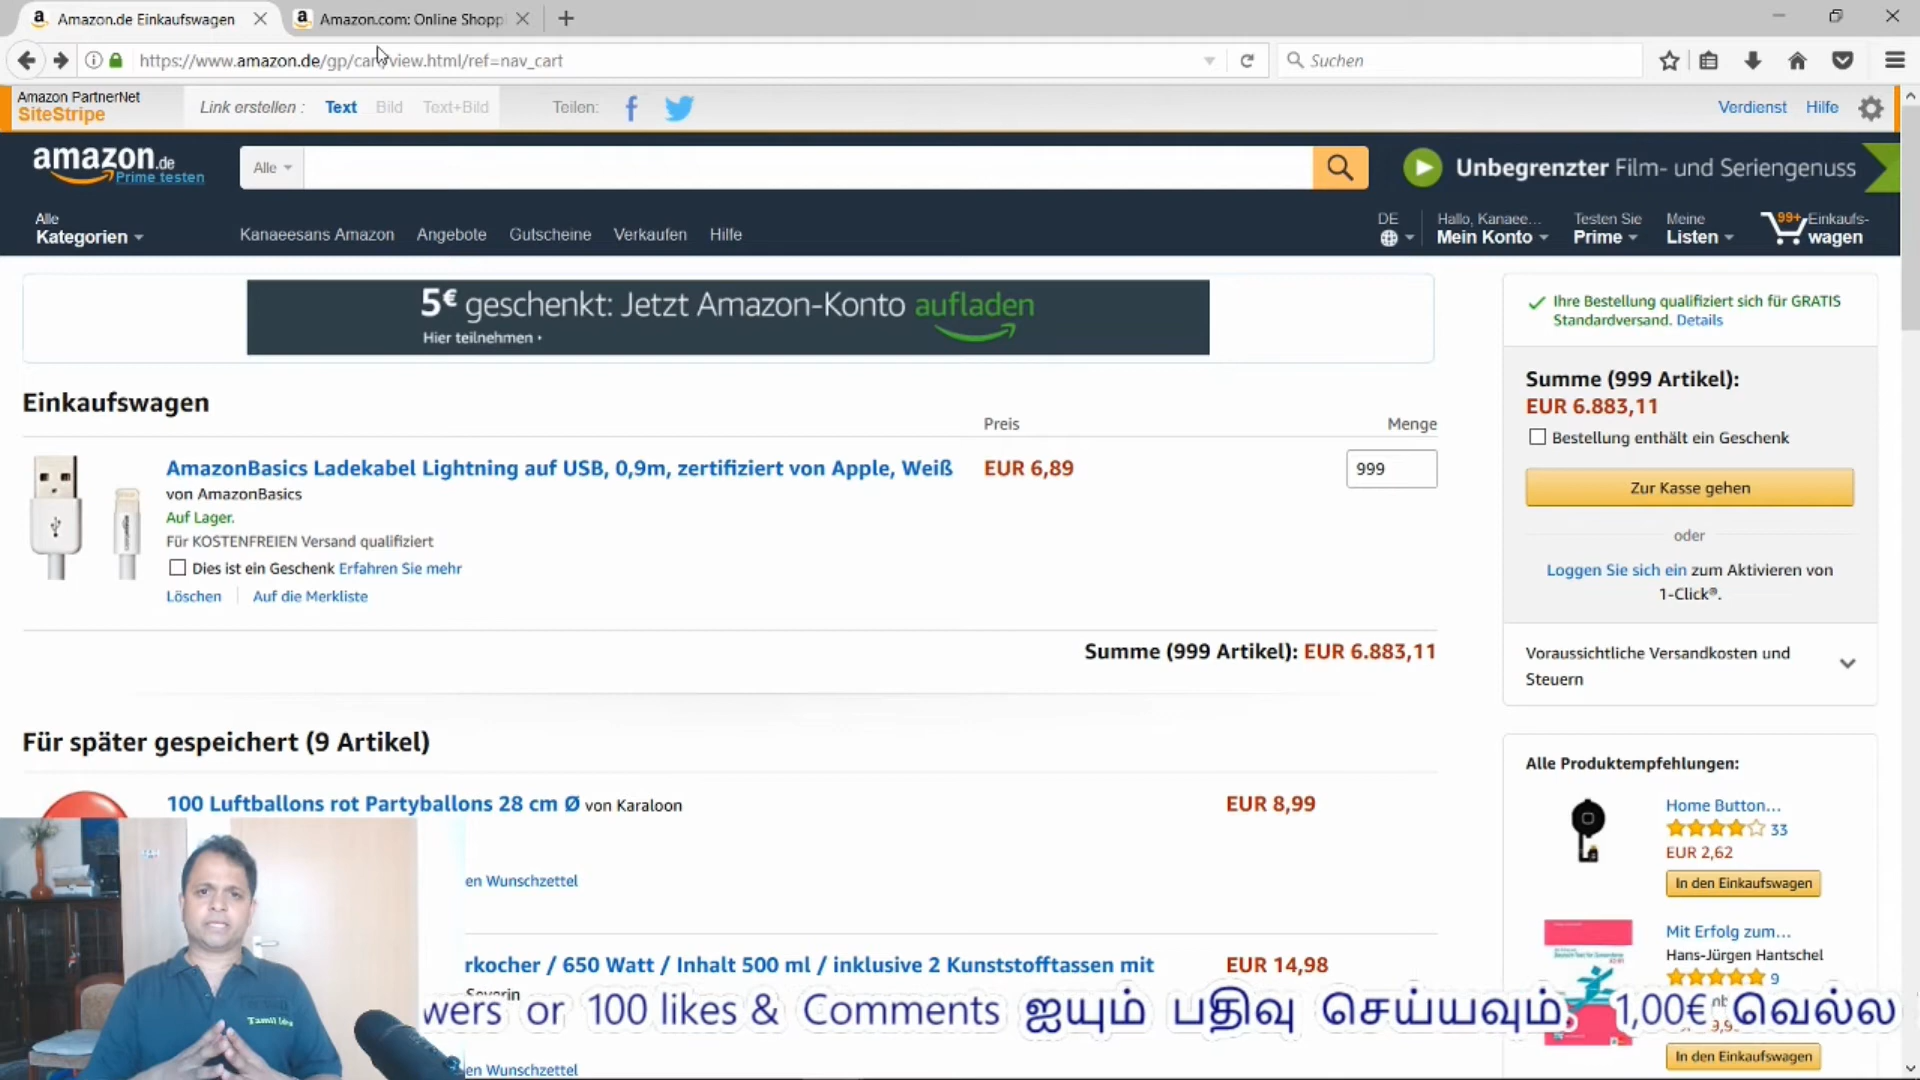 Amazon.de Einkaufswagen
Amazon.com: Online Shopp
https://www.amazon.de/gp/cart/view.html/ref=nav_cart
Suchen
Amazon PartnerNet
SiteStripe
Link erstellen : Text Bild Text+Bild
Teilen:
Verdienst Hilfe
amazon.de
Prime testen
Alle
Unbegrenzter Film- und Seriengenuss
Alle
Kategorien
Kanaeesans Amazon Angebote Gutscheine Verkaufen Hilfe
DE
Hallo, Kanaee...
Mein Konto
Testen Sie
Prime
Meine
Listen
99+
Einkaufs-
wagen
5€ geschenkt: Jetzt Amazon-Konto aufladen
Hier teilnehmen ›
Einkaufswagen
Preis
Menge
AmazonBasics Ladekabel Lightning auf USB, 0,9m, zertifiziert von Apple, Weiß
EUR 6,89
999
von AmazonBasics
Auf Lager.
Für KOSTENFREIEN Versand qualifiziert
Dies ist ein Geschenk Erfahren Sie mehr
Löschen Auf die Merkliste
Summe (999 Artikel): EUR 6.883,11
Für später gespeichert (9 Artikel)
100 Luftballons rot Partyballons 28 cm Ø von Karaloon
EUR 8,99
en Wunschzettel
rkocher / 650 Watt / Inhalt 500 ml / inklusive 2 Kunststofftassen mit
EUR 14,98
Severin
en Wunschzettel
Ihre Bestellung qualifiziert sich für GRATIS
Standardversand. Details
Summe (999 Artikel):
EUR 6.883,11
Bestellung enthält ein Geschenk
Zur Kasse gehen
oder
Loggen Sie sich ein zum Aktivieren von
1-Click®.
Voraussichtliche Versandkosten und
Steuern
Alle Produktempfehlungen:
Home Button...
33
EUR 2,62
In den Einkaufswagen
Mit Erfolg zum...
Hans-Jürgen Hantschel
9
In den Einkaufswagen
wers or 100 likes & Comments ஐயும் பதிவு செய்யவும், 1,00€ வெல்ல